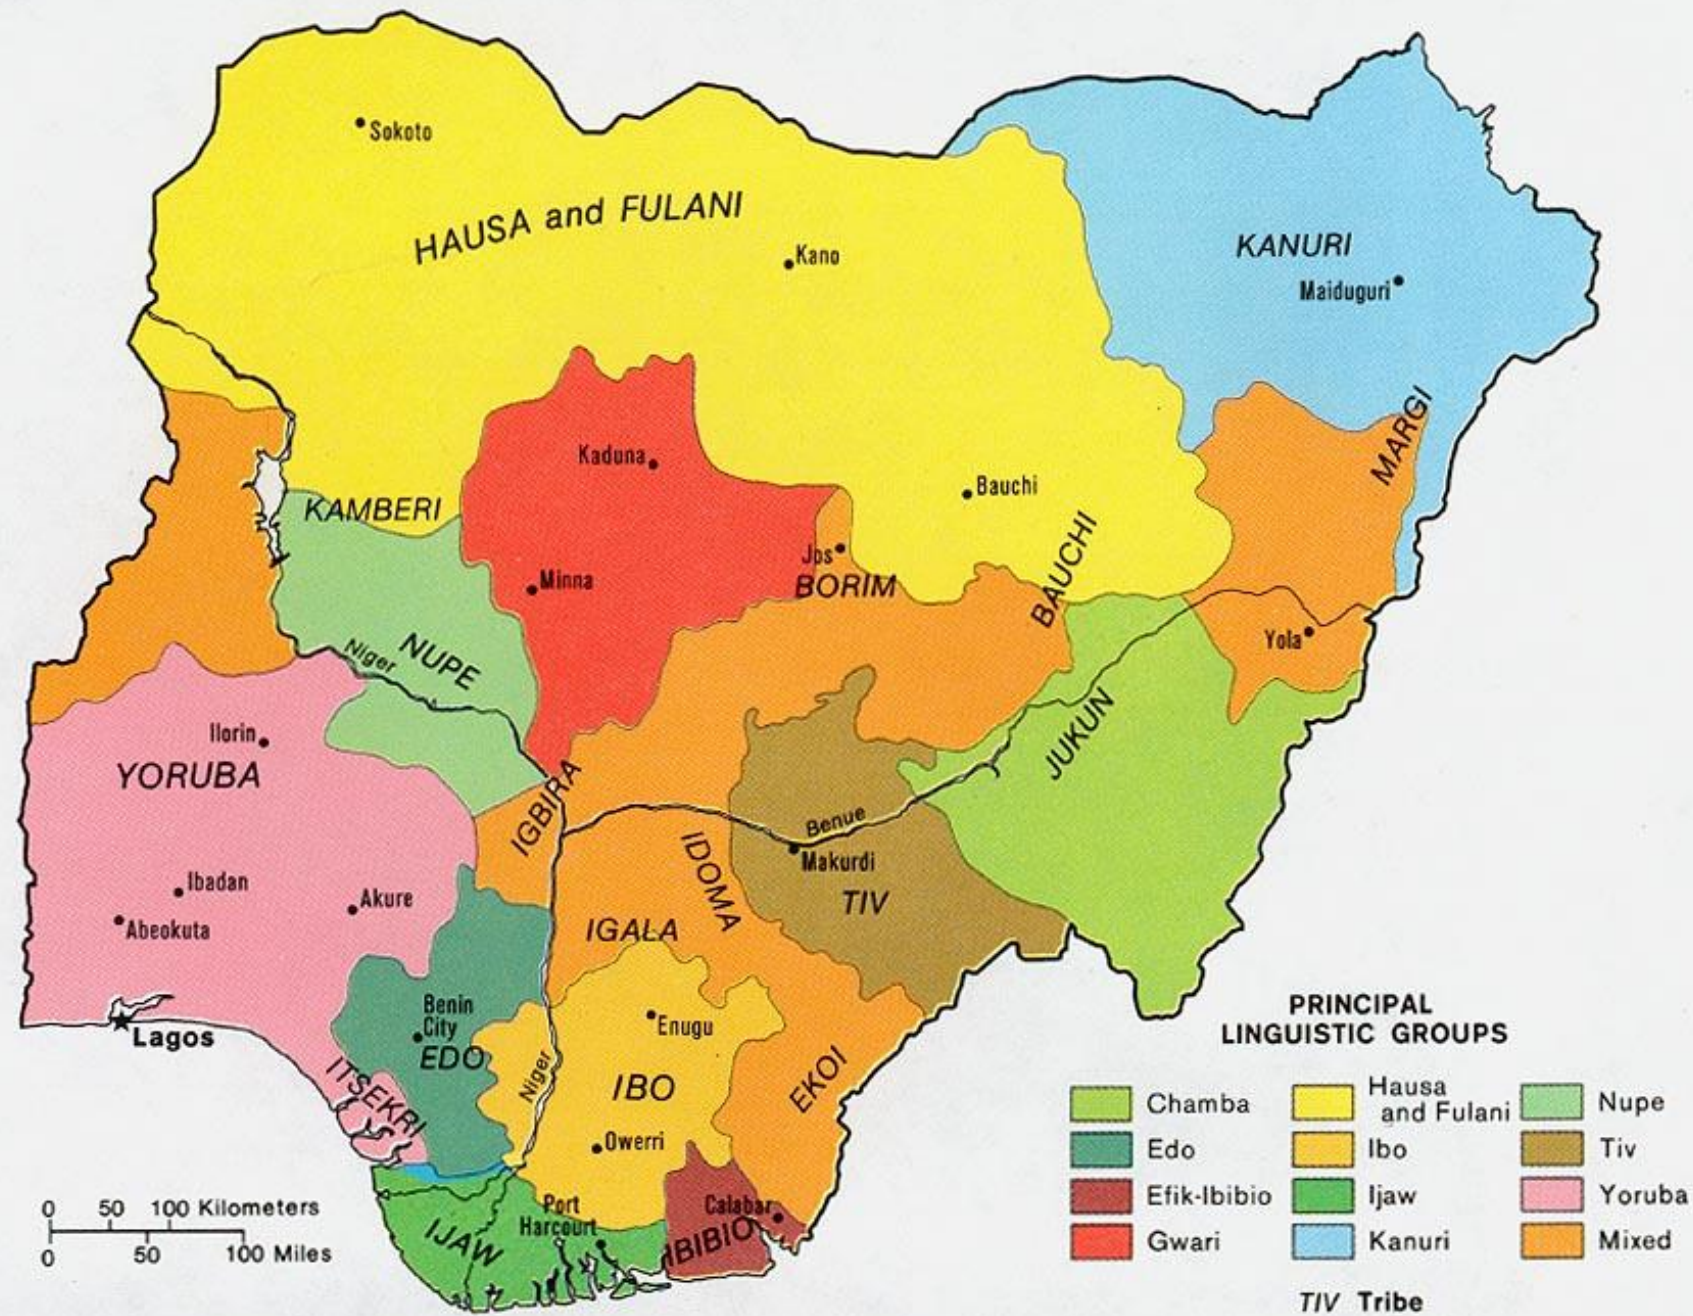 Sokoto
HAUSA and FULANI
Kano
KANURI
Maiduguri
MARGI
Kaduna
Bauchi
KAMBERI
Jos
BORIM
BAUCHI
Minna
Yola
NUPE
Niger
Ilorin
YORUBA
JUKUN
IGBIRA
Benue
Makurdi
IDOMA
TIV
Ibadan
Akure
Abeokuta
IGALA
Lagos
Benin
City
EDO
Enugu
Niger
IBO
EKOI
ITSEKRI
Owerri
Port
Harcourt
Calabar
IJAW
IBIBIO
0 50 100 Kilometers
0 50 100 Miles
PRINCIPAL
LINGUISTIC GROUPS
Chamba
Edo
Efik-Ibibio
Gwari
Hausa
and Fulani
Ibo
Ijaw
Kanuri
Nupe
Tiv
Yoruba
Mixed
TIV Tribe